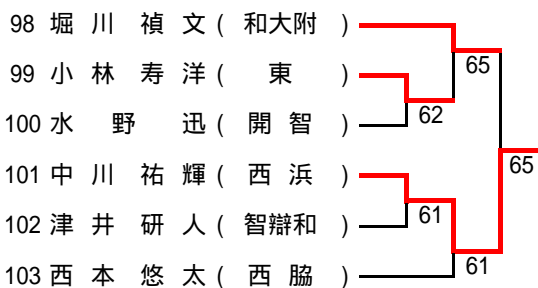 98 堀 川 禎 文 ( 和大附 )
65
99 小 林 寿 洋 ( 東 )
62
100 水 野 迅 ( 開 智 )
65
101 中 川 祐 輝 ( 西 浜 )
61
102 津 井 研 人 ( 智辯和 )
61
103 西 本 悠 太 ( 西 脇 )